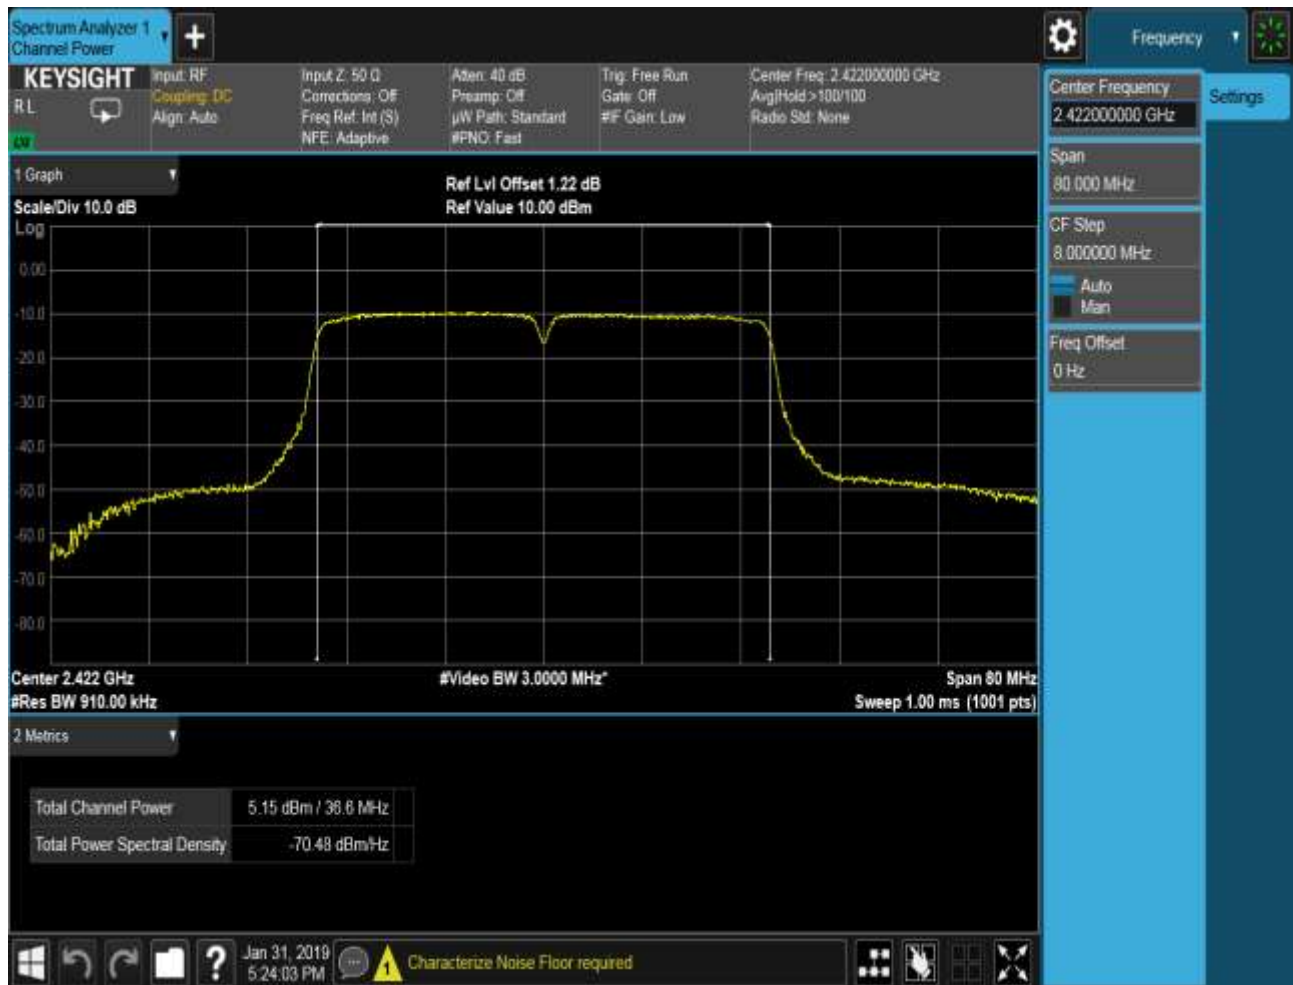 Spectrum Analyzer 1
Channel Power
Frequency
KEYSIGHT
R L
Input: RF
Coupling: DC
Align: Auto
Input Z: 50 Ω
Corrections: Off
Freq Ref: Int (S)
NFE: Adaptive
Atten: 40 dB
Preamp: Off
µW Path: Standard
#PNO: Fast
Trig: Free Run
Gate: Off
#IF Gain: Low
Center Freq: 2.422000000 GHz
Avg|Hold:>100/100
Radio Std: None
Center Frequency
2.422000000 GHz
Settings
Span
80.000 MHz
CF Step
8.000000 MHz
Auto
Man
Freq Offset
0 Hz
1 Graph
Scale/Div 10.0 dB
Ref Lvl Offset 1.22 dB
Ref Value 10.00 dBm
Log
0.00
-10.0
-20.0
-30.0
-40.0
-50.0
-60.0
-70.0
-80.0
Center 2.422 GHz
#Res BW 910.00 kHz
#Video BW 3.0000 MHz*
Span 80 MHz
Sweep 1.00 ms (1001 pts)
2 Metrics
Total Channel Power 5.15 dBm / 36.6 MHz
Total Power Spectral Density -70.48 dBm/Hz
Jan 31, 2019
5:24:03 PM
1
Characterize Noise Floor required